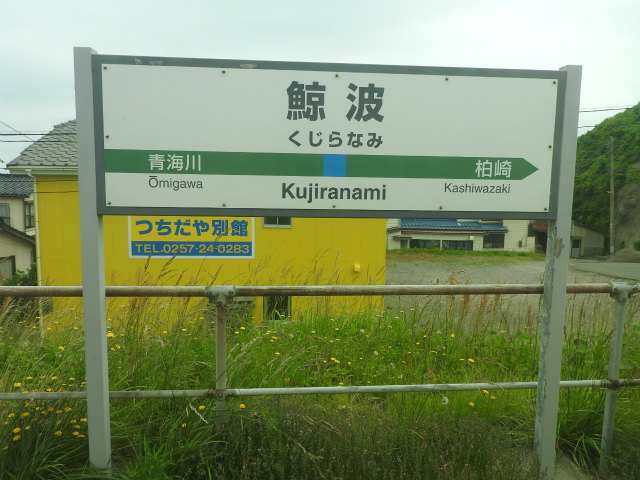 鯨波
くじらなみ
青海川 柏崎
Ōmigawa Kujiranami Kashiwazaki
つちだや別館
TEL.0257-24-0283